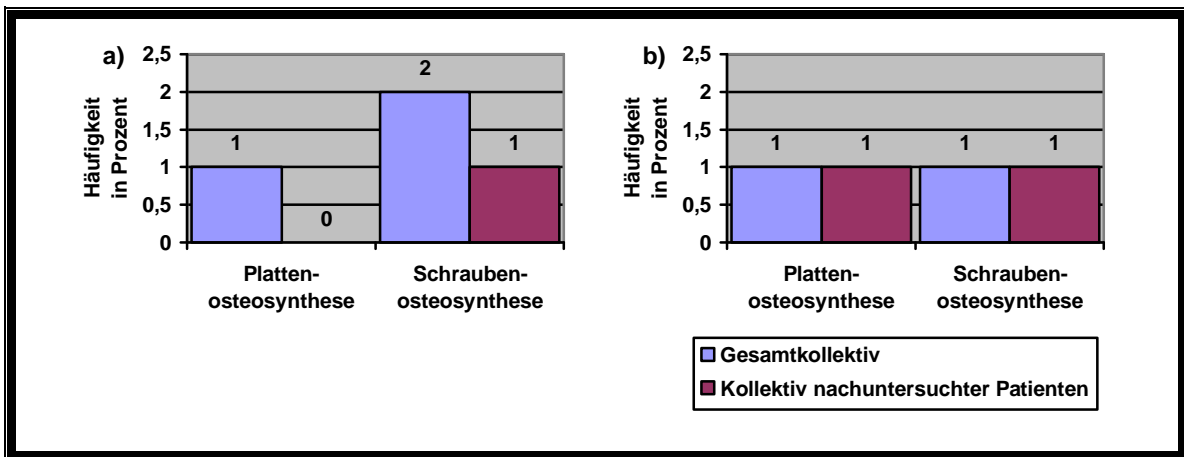 a)
Häufigkeit
in Prozent
2,5
2
1,5
1
0,5
0
1
0
2
1
Platten-
osteosynthese
Schrauben-
osteosynthese
b)
Häufigkeit
in Prozent
2,5
2
1,5
1
0,5
0
1
1
1
1
Platten-
osteosynthese
Schrauben-
osteosynthese
Gesamtkollektiv
Kollektiv nachuntersuchter Patienten